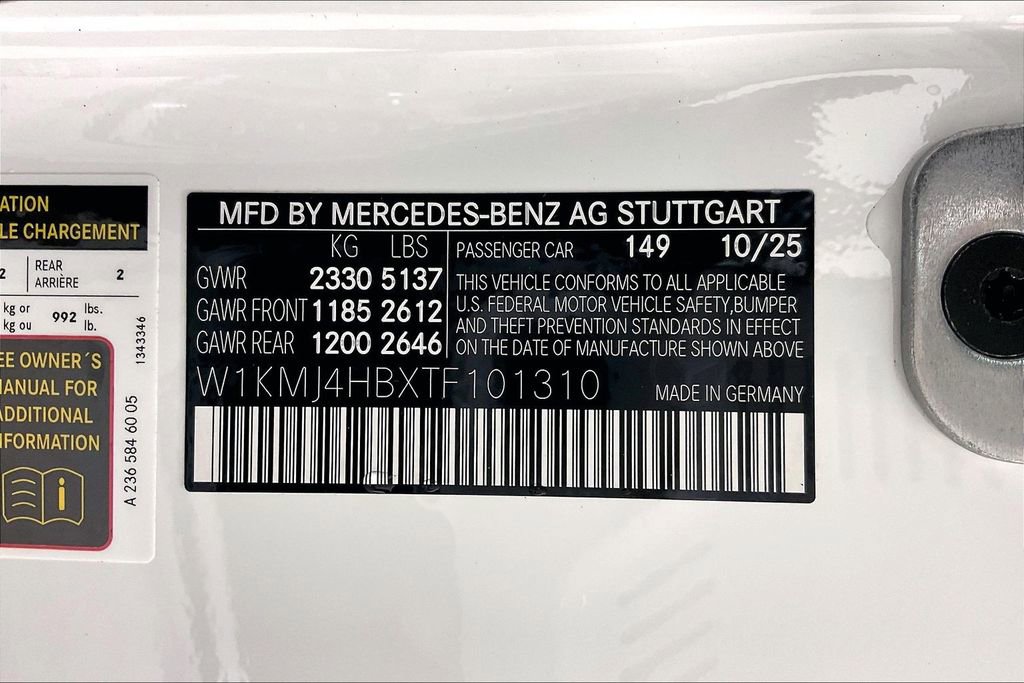 ATION
LE CHARGEMENT
2 REAR ARRIÈRE 2
kg or kg ou 992 lbs. lb.
EE OWNER´S
ANUAL FOR
ADDITIONAL
NFORMATION
i
1343346
A 236 584 60 05
MFD BY MERCEDES-BENZ AG STUTTGART
KG LBS
GVWR 2330 5137
GAWR FRONT 1185 2612
GAWR REAR 1200 2646
PASSENGER CAR 149 10/25
THIS VEHICLE CONFORMS TO ALL APPLICABLE
U.S. FEDERAL MOTOR VEHICLE SAFETY,BUMPER
AND THEFT PREVENTION STANDARDS IN EFFECT
ON THE DATE OF MANUFACTURE SHOWN ABOVE
W1KMJ4HBXTF101310
MADE IN GERMANY